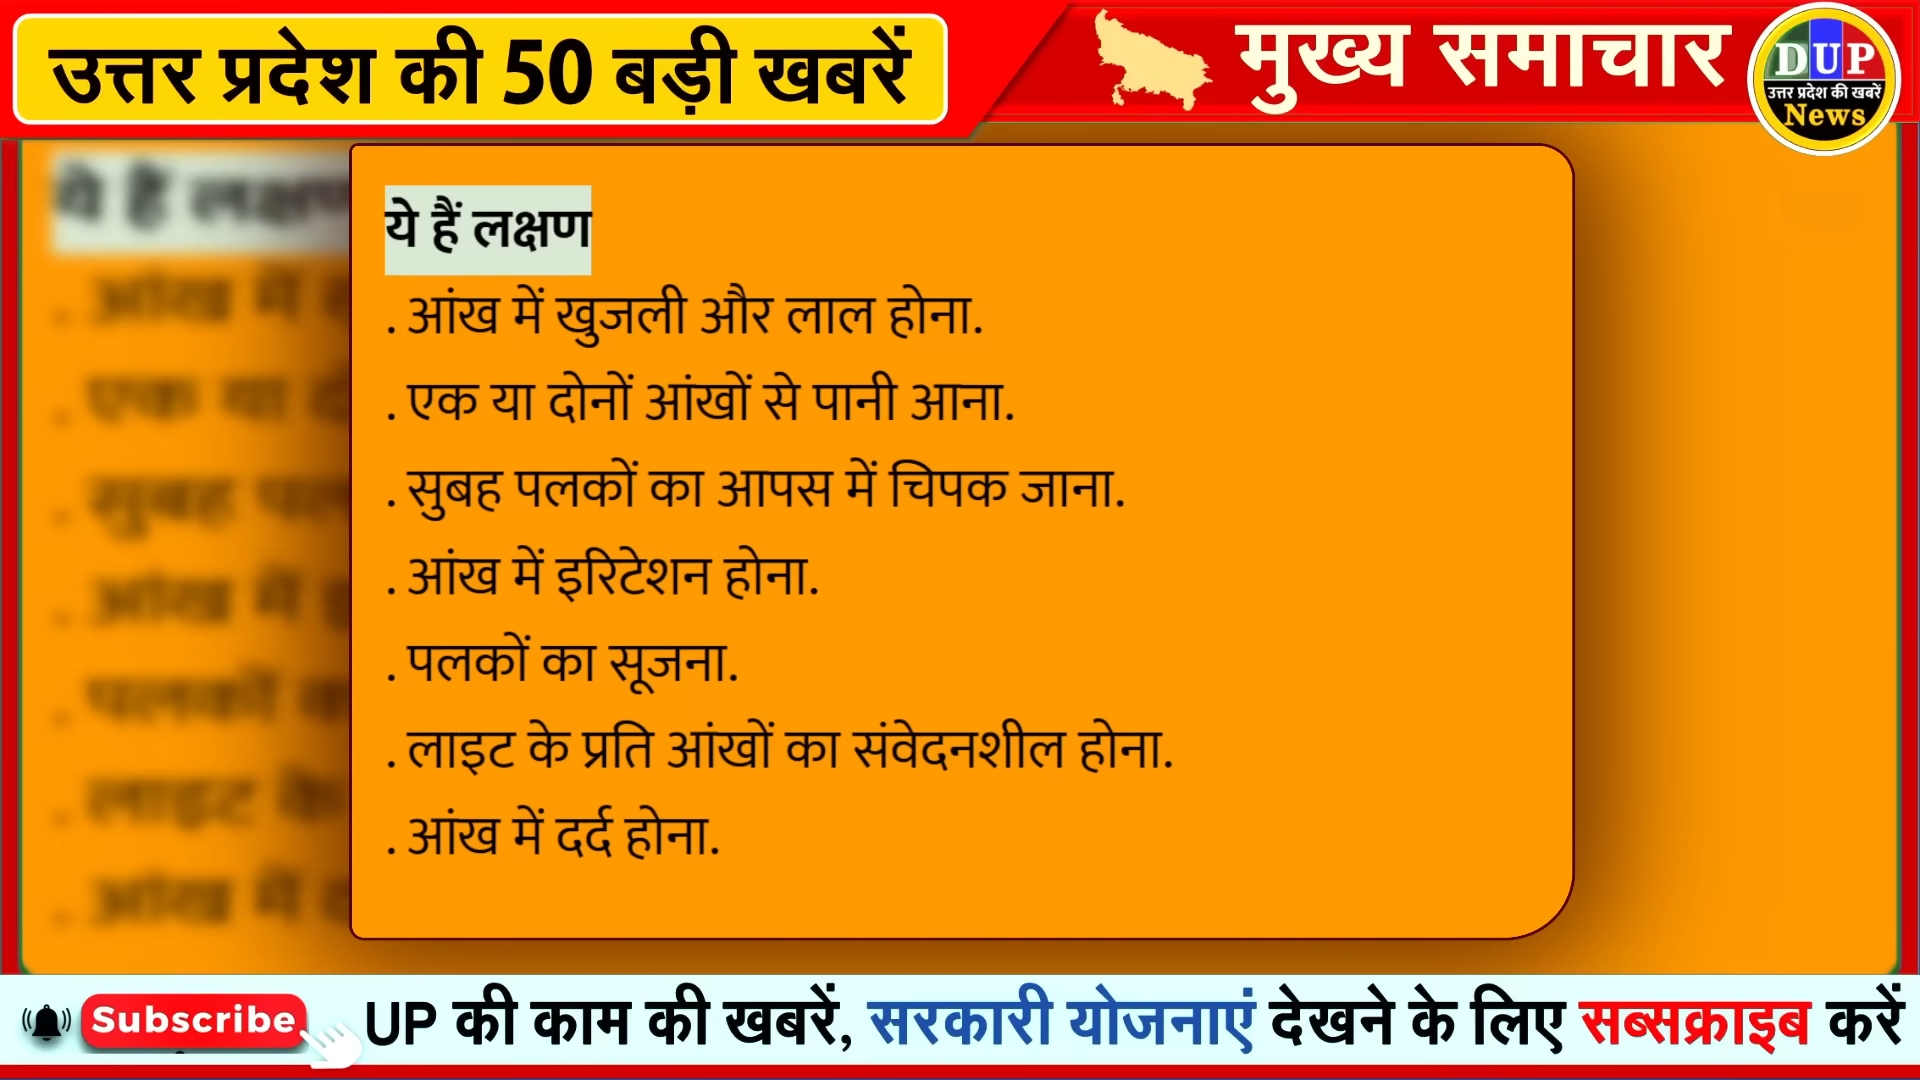 उत्तर प्रदेश की 50 बड़ी खबरें
मुख्य समाचार
DUP
उत्तर प्रदेश की खबरें
News
ये हैं लक्षण
. आंख में खुजली और लाल होना.
. एक या दोनों आंखों से पानी आना.
. सुबह पलकों का आपस में चिपक जाना.
. आंख में इरिटेशन होना.
. पलकों का सूजना.
. लाइट के प्रति आंखों का संवेदनशील होना.
. आंख में दर्द होना.
Subscribe
UP की काम की खबरें, सरकारी योजनाएं देखने के लिए सब्सक्राइब करें